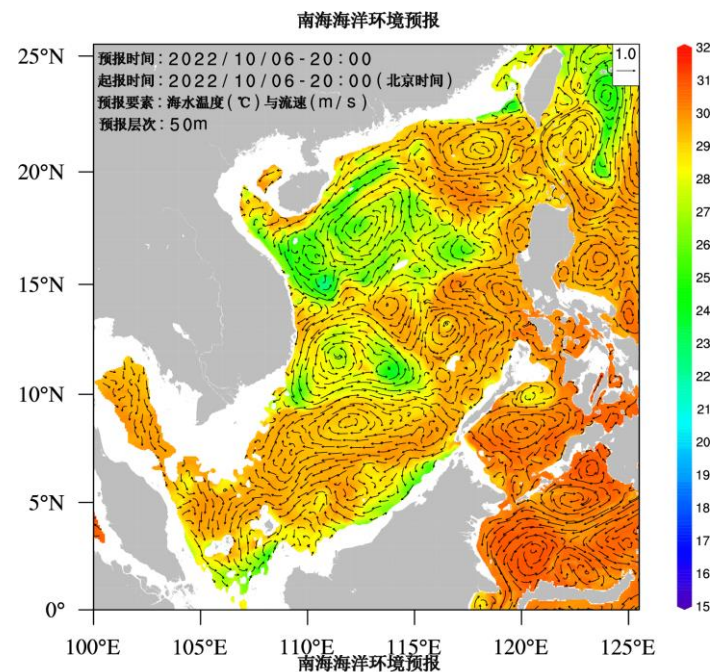 南海海洋环境预报
预报时间：2022/10/06-20:00
起报时间：2022/10/06-20:00(北京时间)
预报要素：海水温度(℃)与流速(m/s)
预报层次：50m
1.0
25°N
20°N
15°N
10°N
5°N
0°
100°E
105°E
110°E
115°E
120°E
125°E
32
31
30
29
28
27
26
25
24
23
22
21
20
19
18
17
16
15
南海海洋环境预报